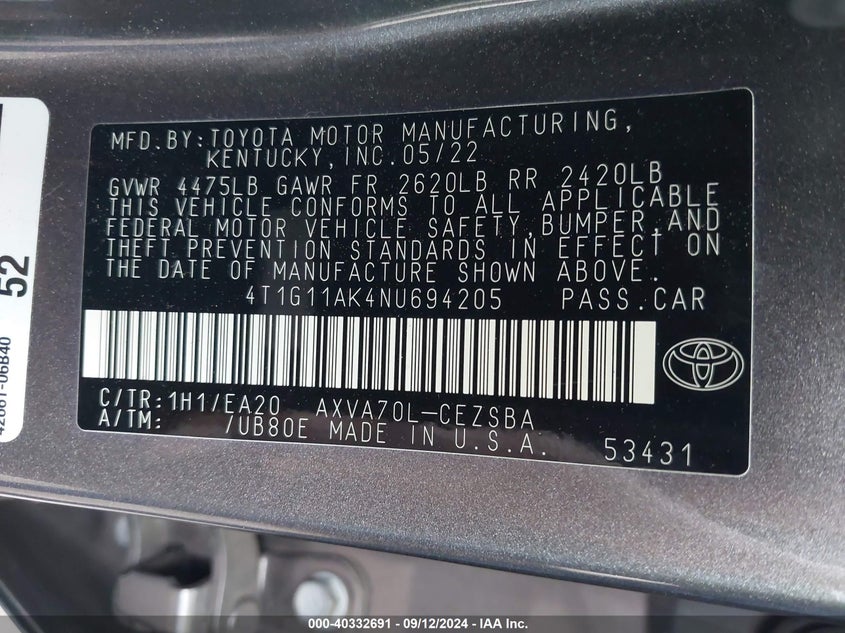 MFD.BY:TOYOTA MOTOR MANUFACTURING,
KENTUCKY,INC.05/22
GVWR 4475LB GAWR FR 2620LB RR 2420LB
THIS VEHICLE CONFORMS TO ALL APPLICABLE
FEDERAL MOTOR VEHICLE SAFETY,BUMPER,AND
THEFT PREVENTION STANDARDS IN EFFECT ON
THE DATE OF MANUFACTURE SHOWN ABOVE.
4T1G11AK4NU694205 PASS.CAR
C/TR:1H1/EA20 AXVA70L-CEZSBA
A/TM: /UB80E MADE IN U.S.A. 53431
52
000-40332691 - 09/12/2024 - IAA Inc.